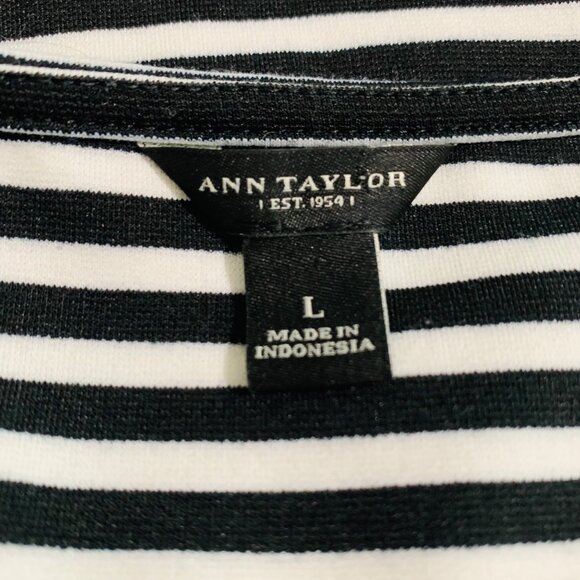 ANN TAYLOR
EST. 1954
L
MADE IN
INDONESIA